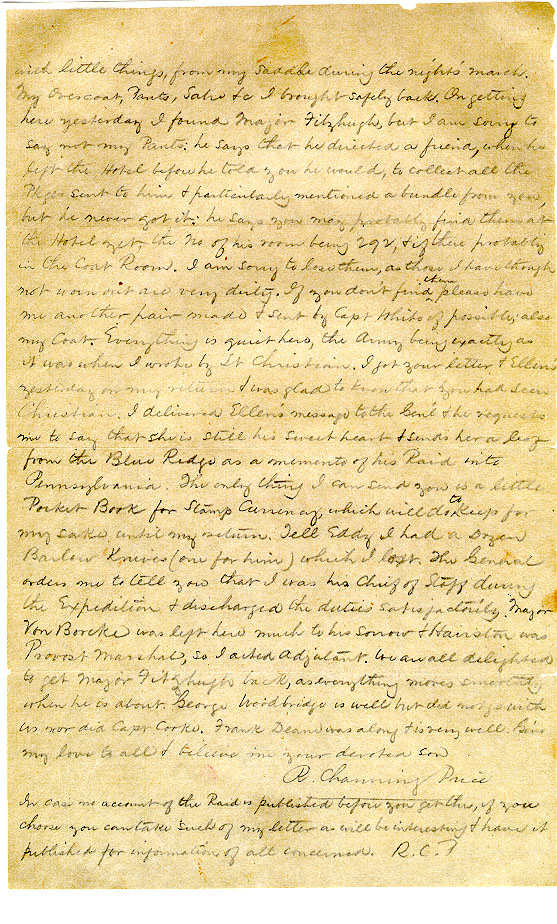 with little things, from my saddle during the night's march.
My Overcoat, Pants, Sabre &c I brought safely back. On getting
here yesterday I found Major Fitzhugh, but I am sorry to
say not my Pants: he says that he directed a friend, when he
left the Hotel before he told you he would, to collect all the
Pkges sent to him & particularly mentioned a bundle from you,
but he never got it: he says you may probably find them at
the Hotel yet the No of his room being 292, & if there probably
in the Coat Room. I am sorry to lose them, as those I have though
not worn out are very dirty. If you don't find them please have
me another pair made & sent by Capt White if possible; also
my Coat. Everything is quiet here, the Army being exactly as
it was when I wrote by Lt Christian. I got your letter & Ellens
yesterday on my return & was glad to know that you had seen
Christian. I delivered Ellens message to the Genl & he requests
me to say that she is still his sweet heart & sends her a leaf
from the Blue Ridge as a memento of his Raid into
Pennsylvania. The only thing I can send you is a little
Pocket Book for Stamp Currency, which will do to keep for
my sake until my return. Tell Eddy I had a Dozen
Barlow Knives (one for him) which I lost. The General
orders me to tell you that I was his Chief of Staff during
the Expedition & discharged the duties satisfactorily. Major
Von Borcke was left here much to his sorrow & Hairston was
Provost Marshal, so I acted Adjutant. We are all delighted
to get Major Fitzhugh back, as everything moves smoothly
when he is about. George Woodbridge is well but did not go with
us nor did Capt Cooke. Frank Deane was along & is very well. Give
my love to all & believe me your devoted son
R. Channing Price
In case no account of the Raid is published before you get this, if you
choose you can take such of my letter as will be interesting & have it
published for information of all concerned. R. C. P